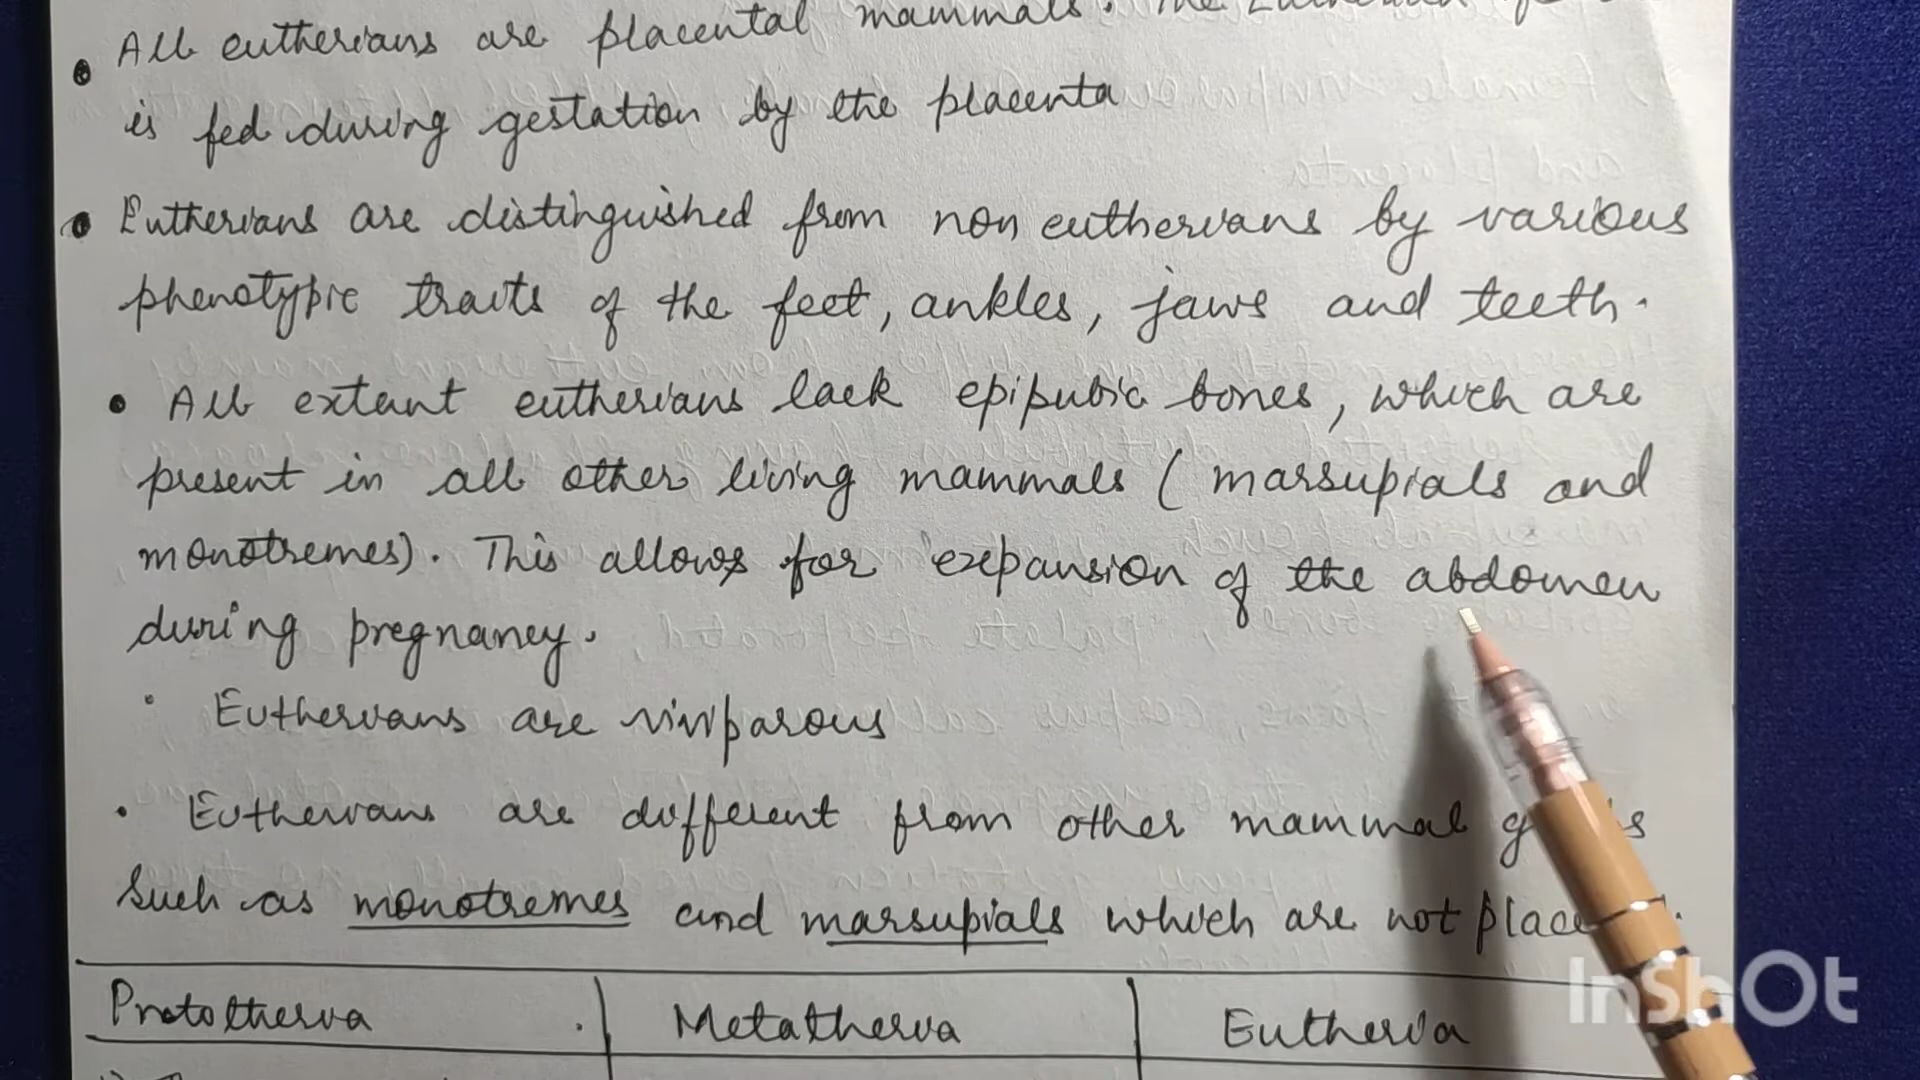 All eutherians are placental mammals. The
is fed during gestation by the placenta
Eutherians are distinguished from non eutherians by various
phenotypic traits of the feet, ankles, jaws and teeth.
All extant eutherians lack epipubic bones, which are
present in all other living mammals (marsupials and
monotremes). This allows for expansion of the abdomen
during pregnancy.
Eutherians are viviparous
Eutherians are different from other mammal
such as monotremes and marsupials which are not
Prototheria
Metatheria
Eutheria
InShOt